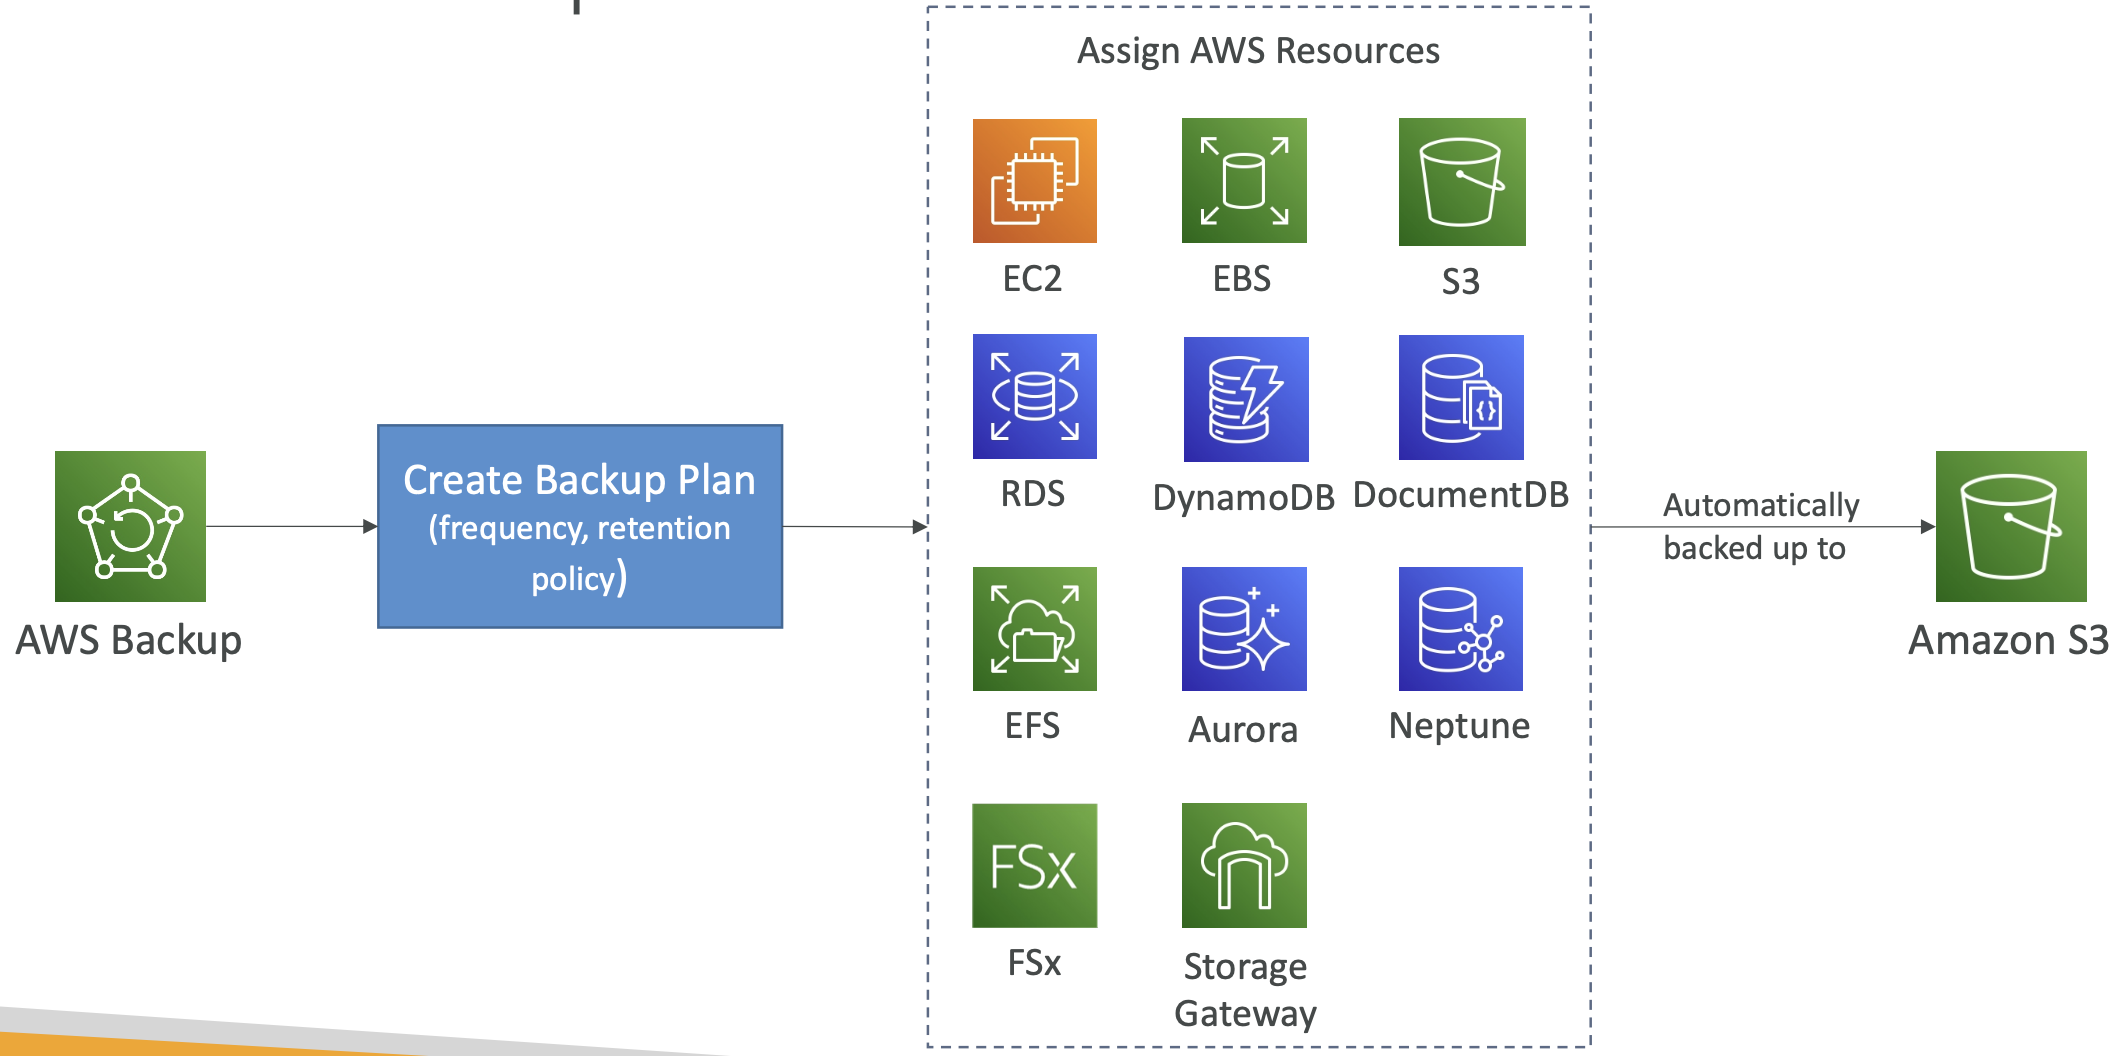 Assign AWS Resources
EC2
EBS
S3
RDS
DynamoDB
DocumentDB
EFS
Aurora
Neptune
FSx
FSx
Storage
Gateway
AWS Backup
Create Backup Plan
(frequency, retention
policy)
Automatically
backed up to
Amazon S3